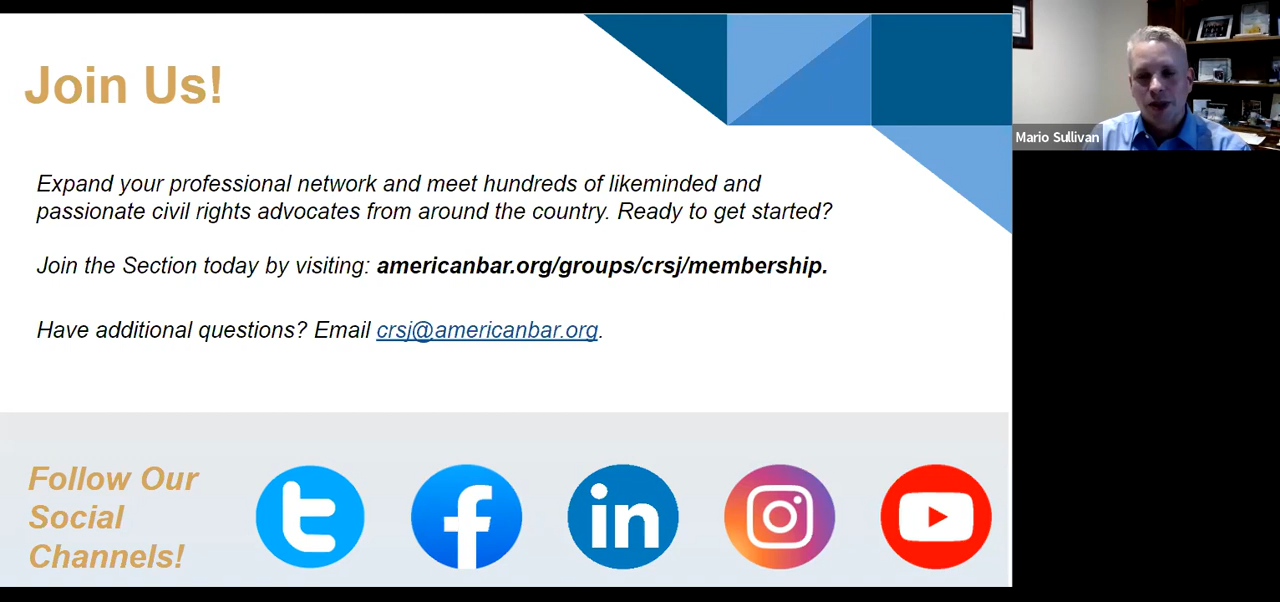 Join Us!
Expand your professional network and meet hundreds of likeminded and
passionate civil rights advocates from around the country. Ready to get started?
Join the Section today by visiting: americanbar.org/groups/crsj/membership.
Have additional questions? Email crsj@americanbar.org.
Follow Our
Social
Channels!
Mario Sullivan